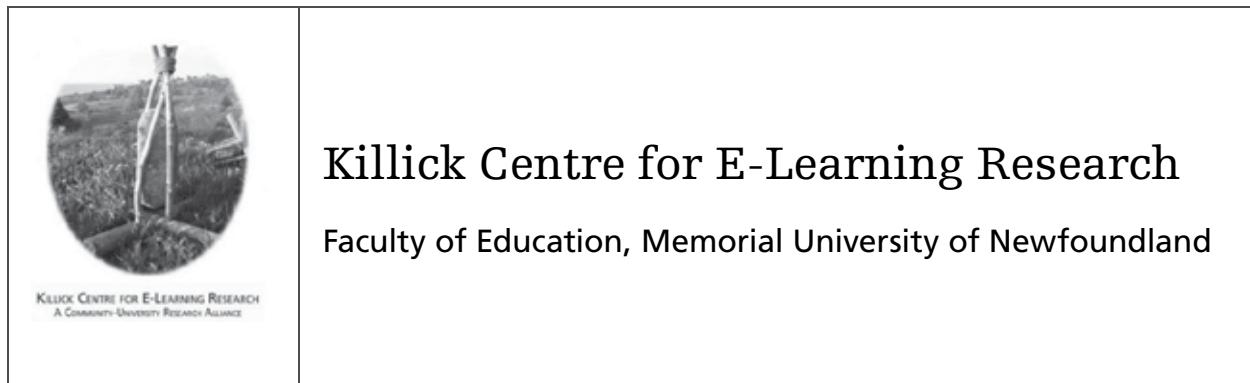 Killick Centre for E-Learning Research
Faculty of Education, Memorial University of Newfoundland
KILLICK CENTRE FOR E-LEARNING RESEARCH
A COMMUNITY-UNIVERSITY RESEARCH ALLIANCE